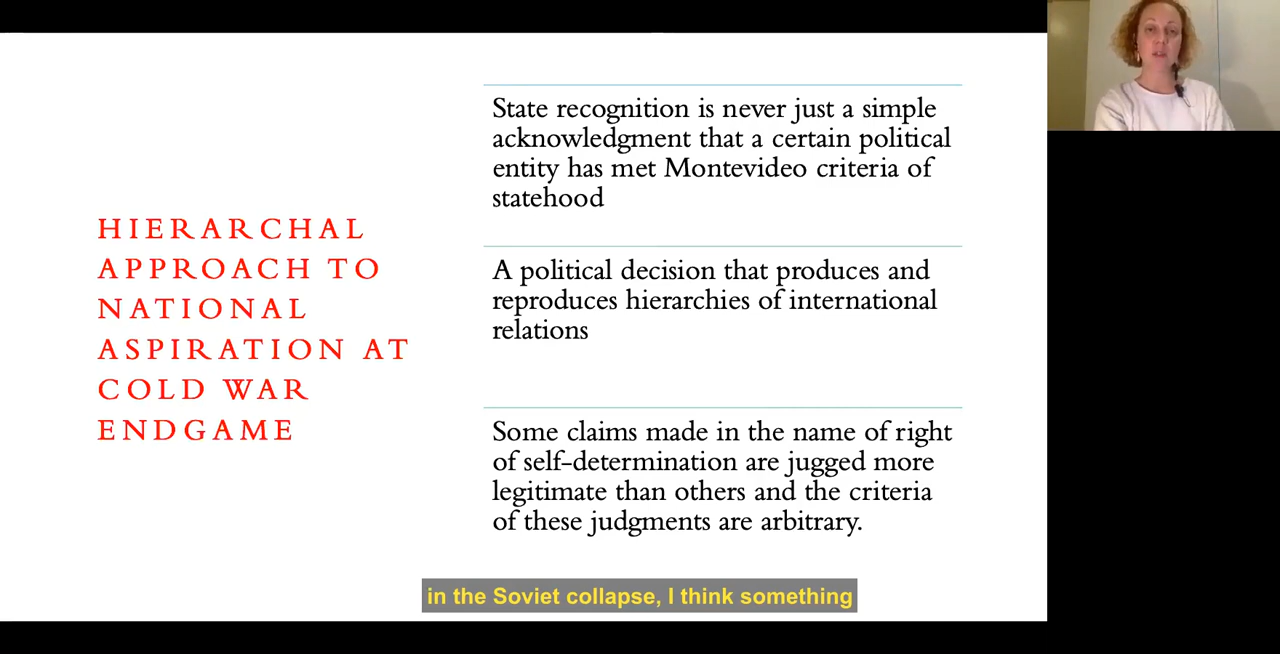 HIERARCHAL
APPROACH TO
NATIONAL
ASPIRATION AT
COLD WAR
ENDGAME
State recognition is never just a simple
acknowledgment that a certain political
entity has met Montevideo criteria of
statehood
A political decision that produces and
reproduces hierarchies of international
relations
Some claims made in the name of right
of self-determination are jugged more
legitimate than others and the criteria
of these judgments are arbitrary.
in the Soviet collapse, I think something